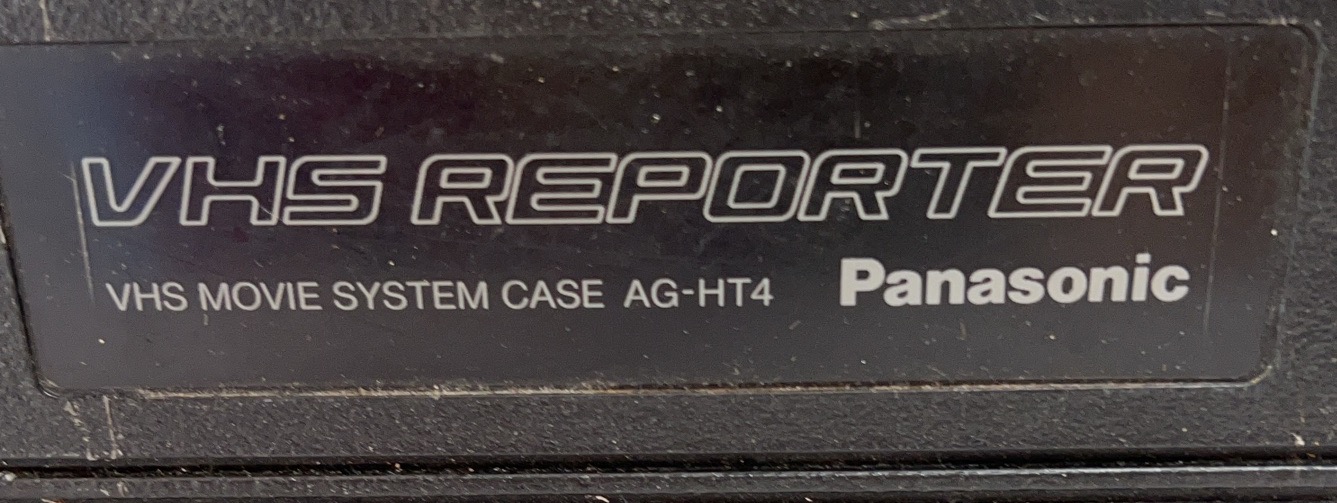 VHS REPORTER
VHS MOVIE SYSTEM CASE AG-HT4 Panasonic